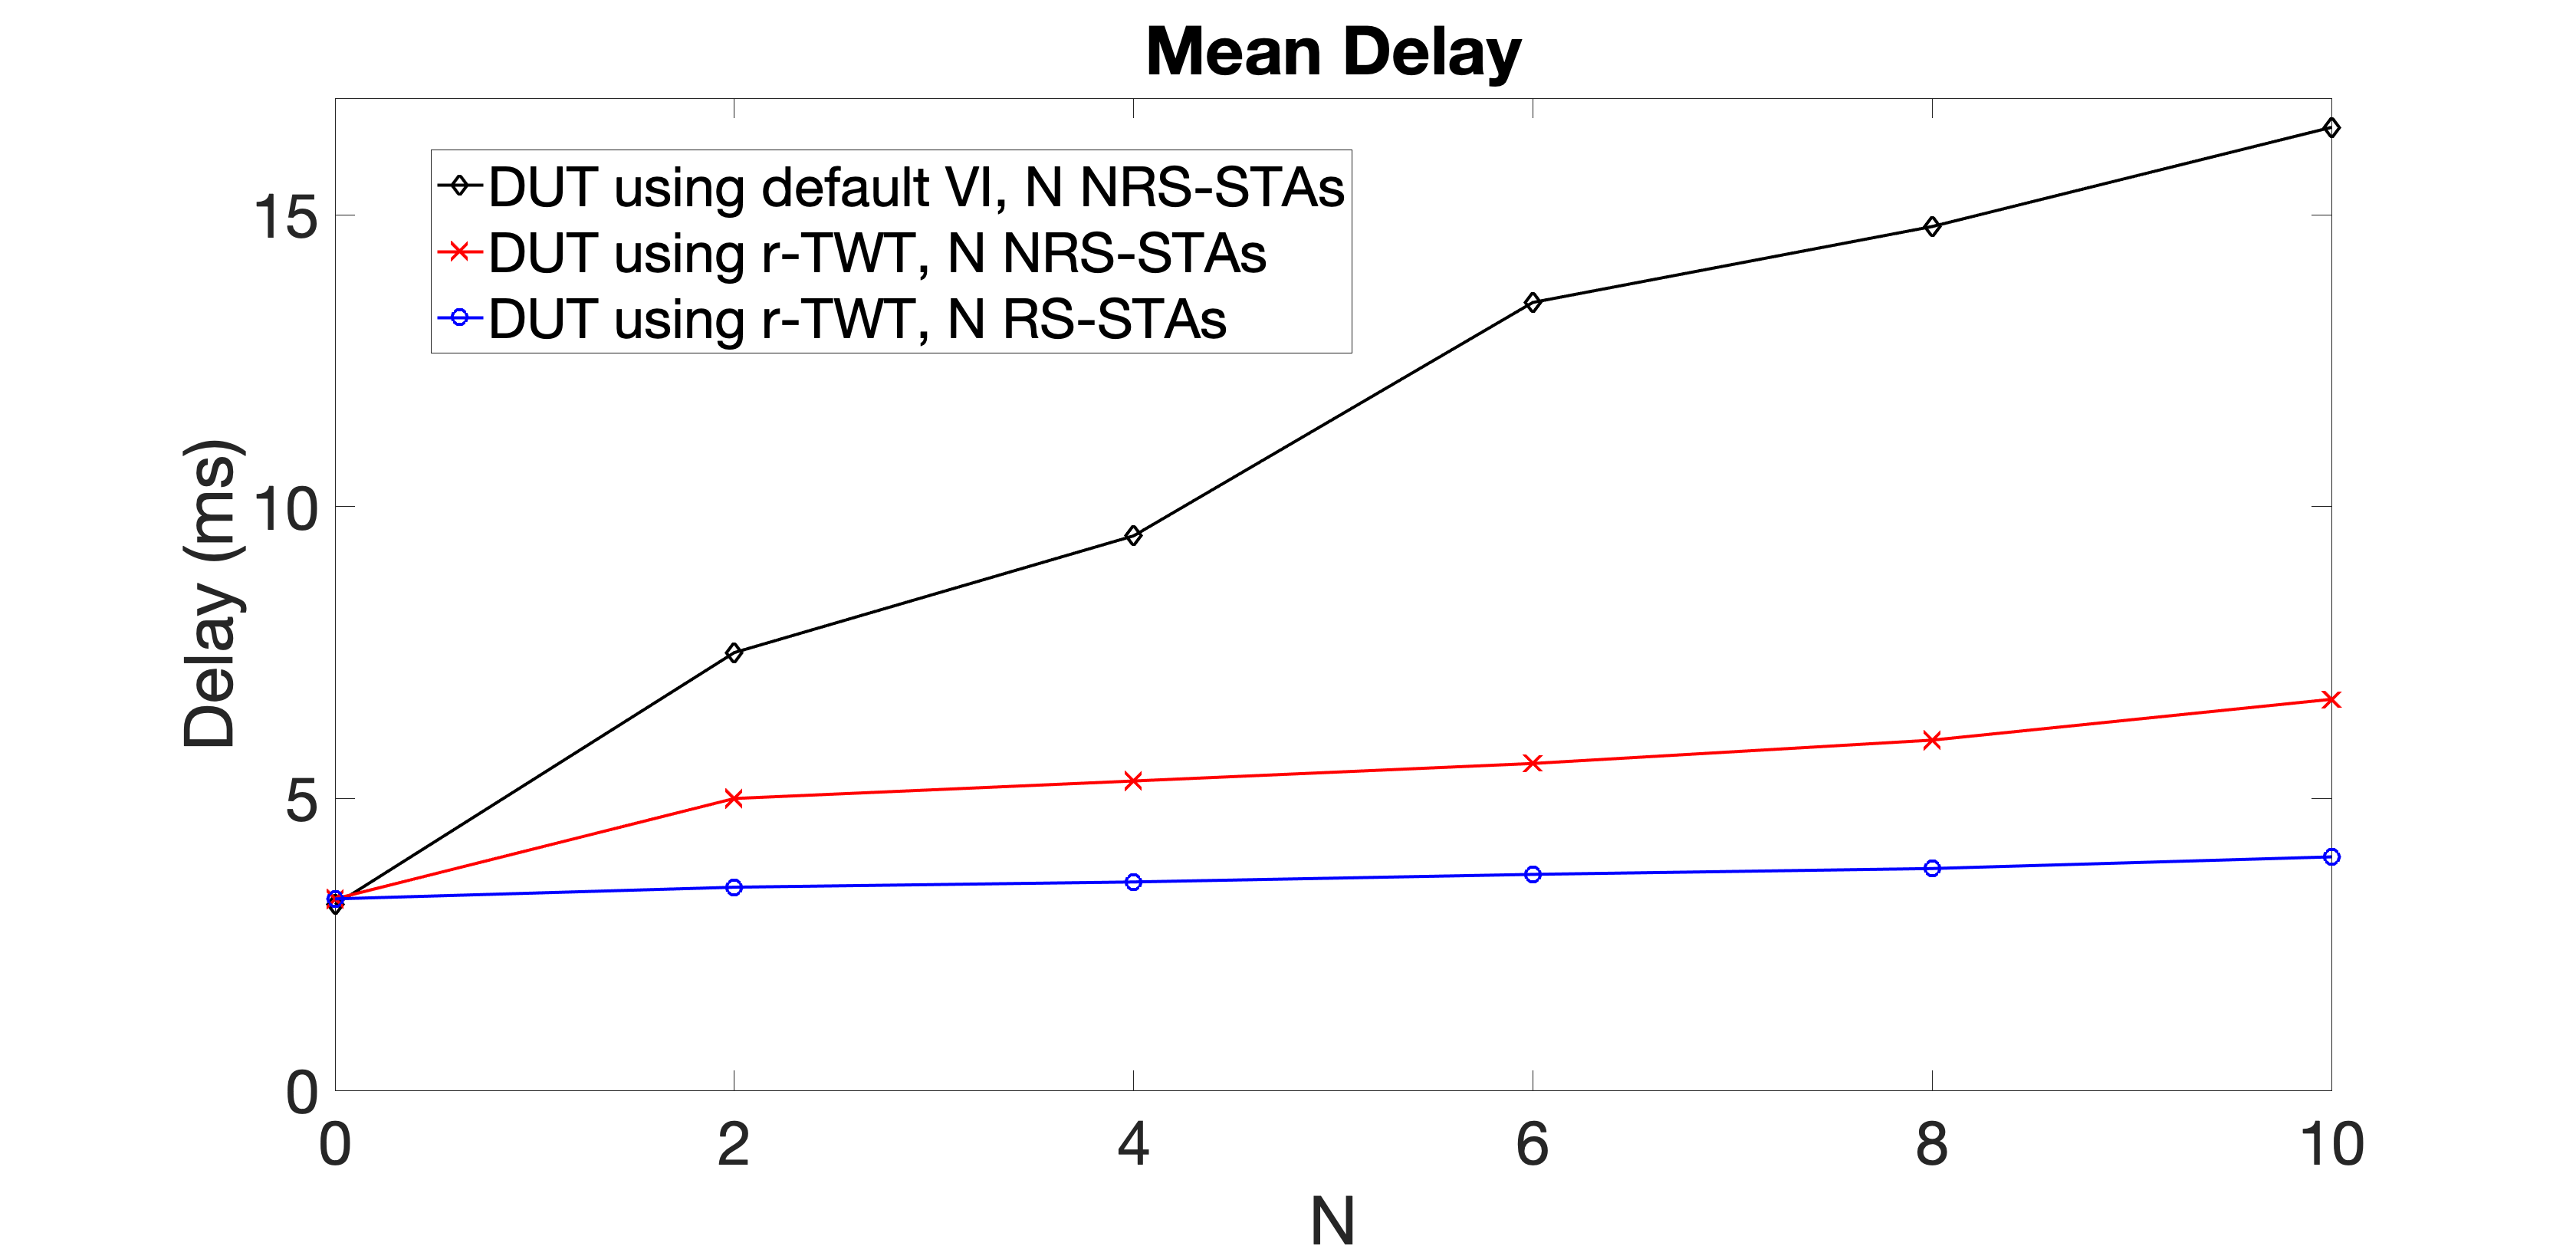 Mean Delay
DUT using default VI, N NRS-STAs
DUT using r-TWT, N NRS-STAs
DUT using r-TWT, N RS-STAs
Delay (ms)
15
10
5
0
0 2 4 6 8 10
N